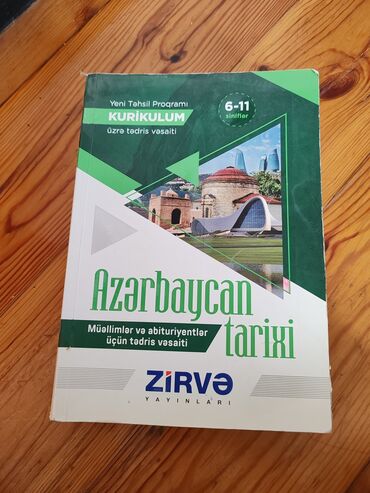 Yeni Təhsil Proqramı
KURİKULUM
üzrə tədris vəsaiti
6-11
siniflər
Azərbaycan
tarixi
Müəllimlər və abituriyentlər
üçün tədris vəsaiti
ZİRVƏ
YAYINLARI